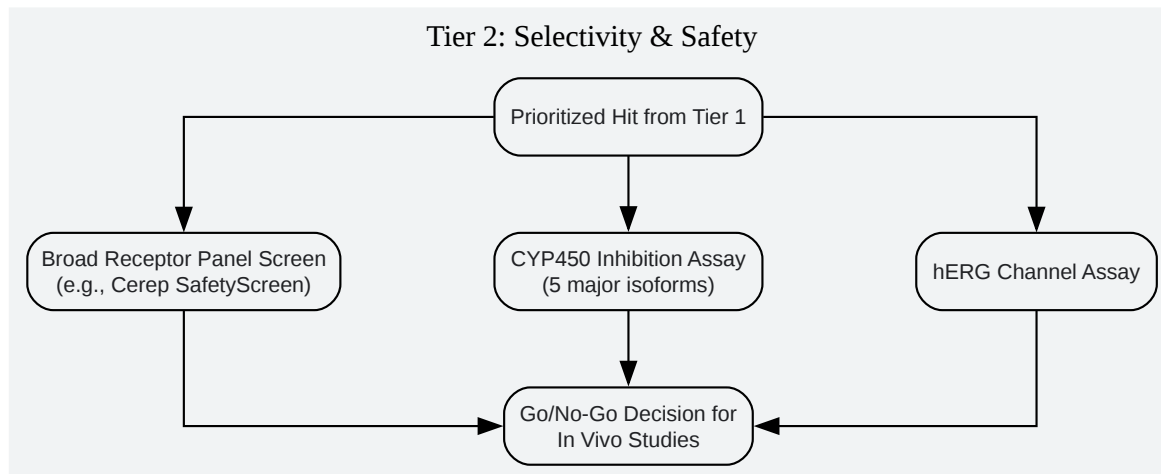 Tier 2: Selectivity & Safety
Prioritized Hit from Tier 1
Broad Receptor Panel Screen
(e.g., Cerep SafetyScreen)
CYP450 Inhibition Assay
(5 major isoforms)
hERG Channel Assay
Go/No-Go Decision for
In Vivo Studies